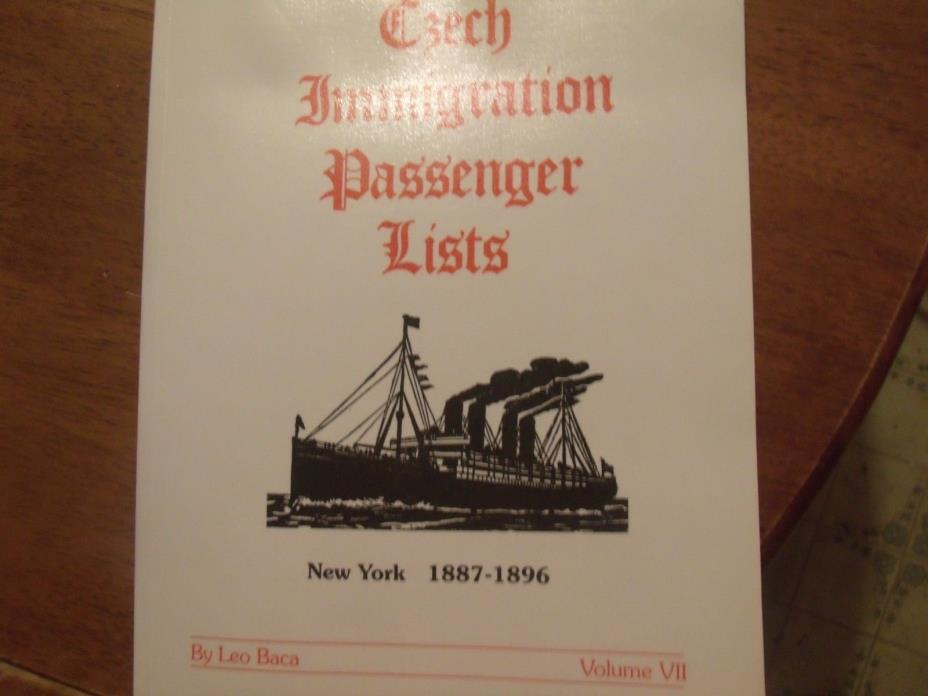 Czech
Immigration
Passenger
Lists
New York 1887-1896
By Leo Baca
Volume VII